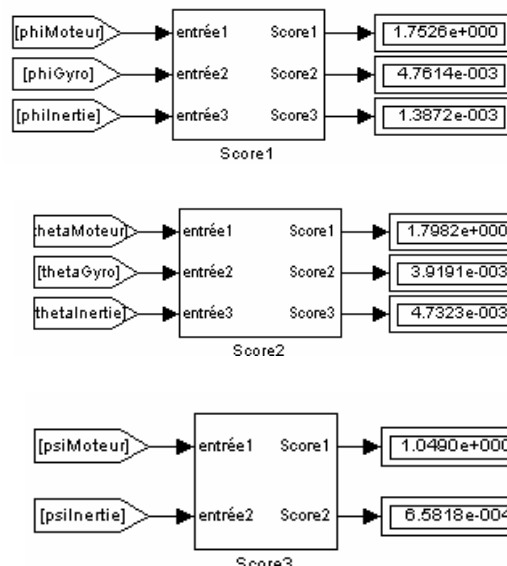 [phiMoteur] entrée1 Score1 1.7526e+000
[phiGyro] entrée2 Score2 4.7614e-003
[phiInertie] entrée3 Score3 1.3872e-003
Score1
hetaMoteur] entrée1 Score1 1.7982e+000
[thetaGyro] entrée2 Score2 3.9191e-003
thetaInertie] entrée3 Score3 4.7323e-003
Score2
[psiMoteur] entrée1 Score1 1.0490e+000
[psiInertie] entrée2 Score2 6.5818e-004
Score3